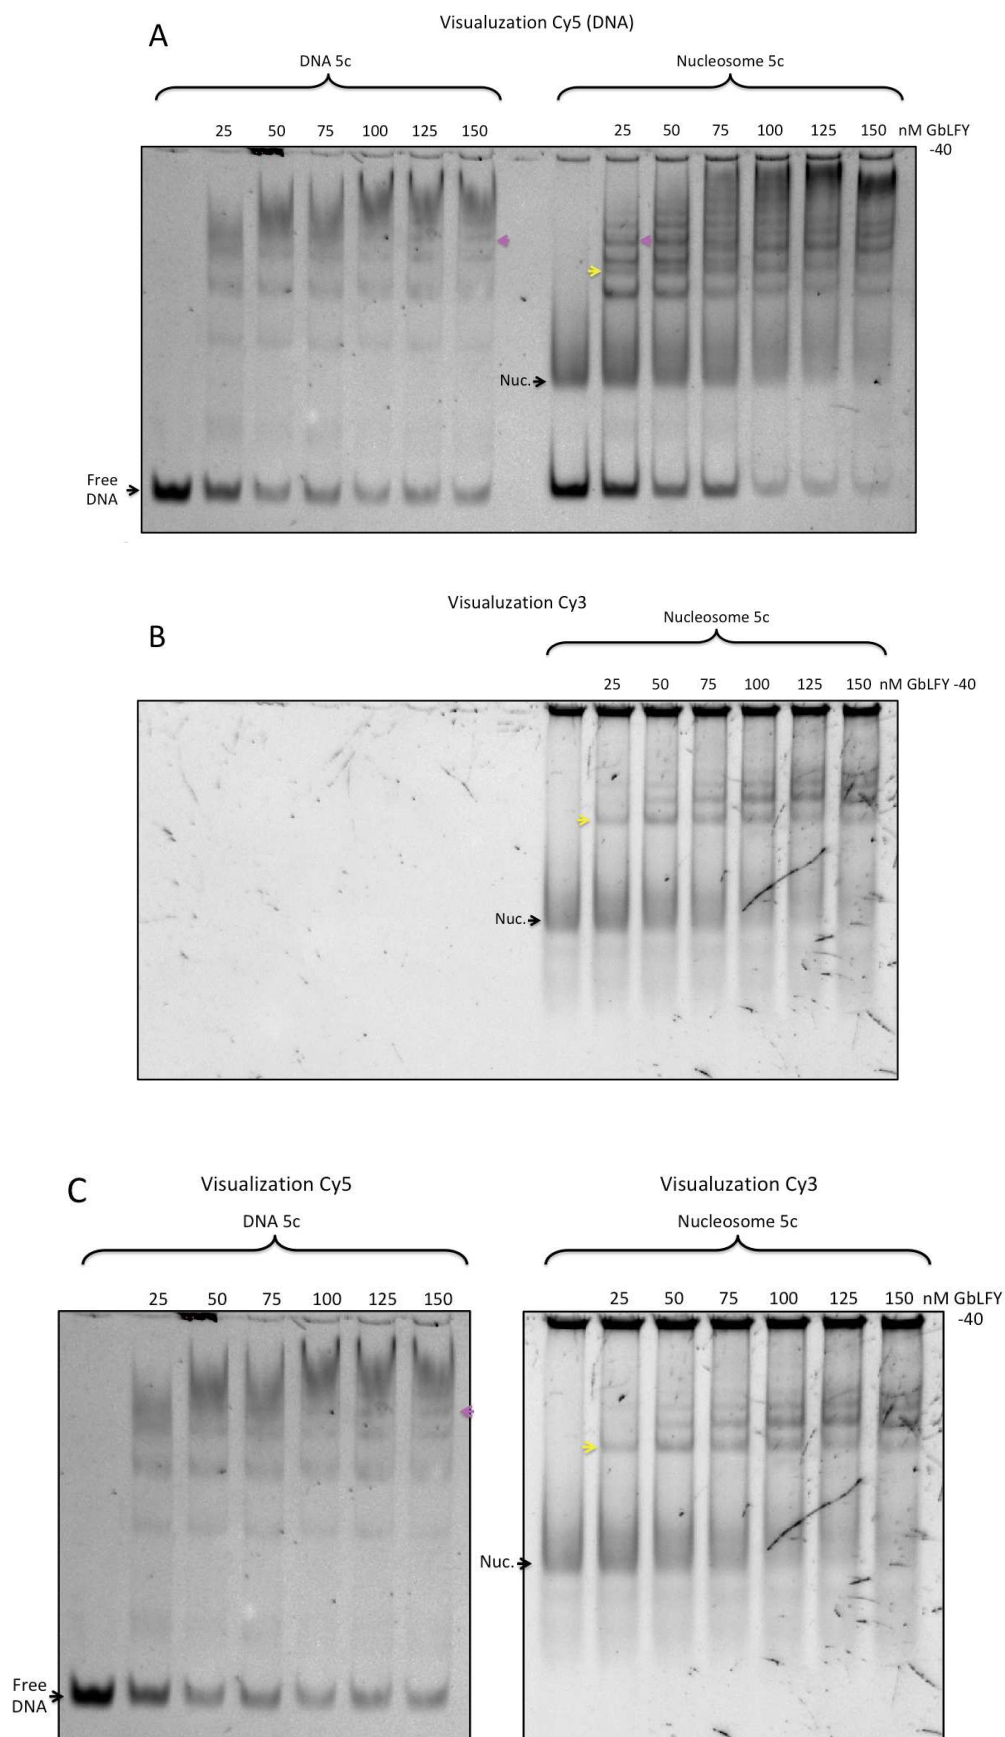 A
Visualuzation Cy5 (DNA)
DNA 5c
Nucleosome 5c
25 50 75 100 125 150
25 50 75 100 125 150 nM GbLFY
-40
Nuc.
Free
DNA
B
Visualuzation Cy3
Nucleosome 5c
25 50 75 100 125 150 nM GbLFY -40
Nuc.
C
Visualization Cy5
Visualuzation Cy3
DNA 5c
Nucleosome 5c
25 50 75 100 125 150
25 50 75 100 125 150 nM GbLFY
-40
Nuc.
Free
DNA